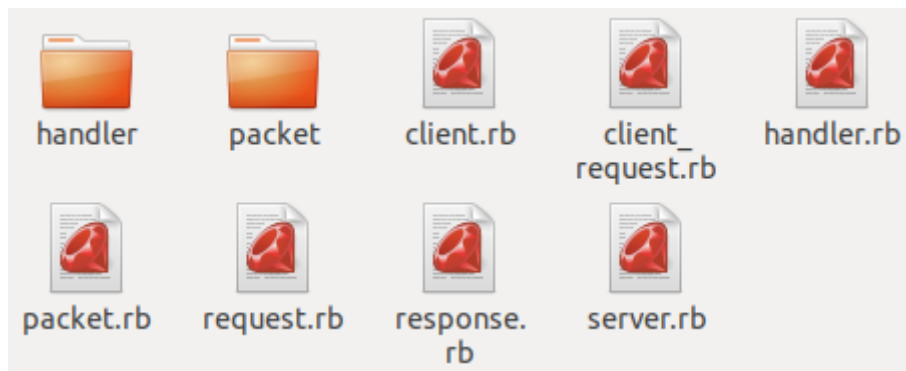 handler
packet
client.rb
client_
request.rb
handler.rb
packet.rb
request.rb
response.
rb
server.rb